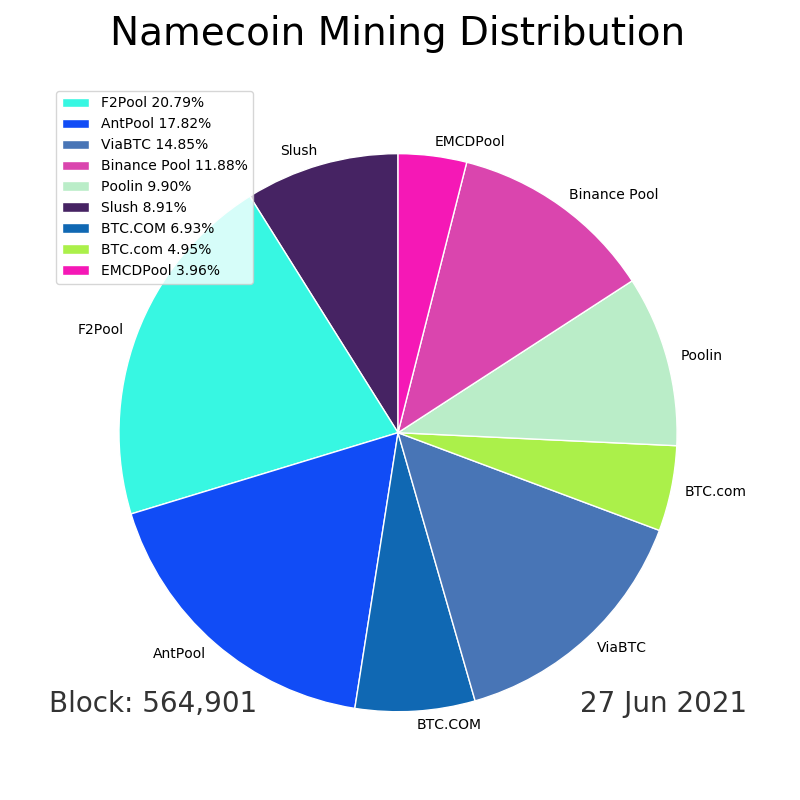 Namecoin Mining Distribution
F2Pool 20.79%
AntPool 17.82%
ViaBTC 14.85%
Binance Pool 11.88%
Poolin 9.90%
Slush 8.91%
BTC.COM 6.93%
BTC.com 4.95%
EMCDPool 3.96%
Slush
EMCDPool
Binance Pool
F2Pool
Poolin
BTC.com
AntPool
ViaBTC
BTC.COM
Block: 564,901
27 Jun 2021